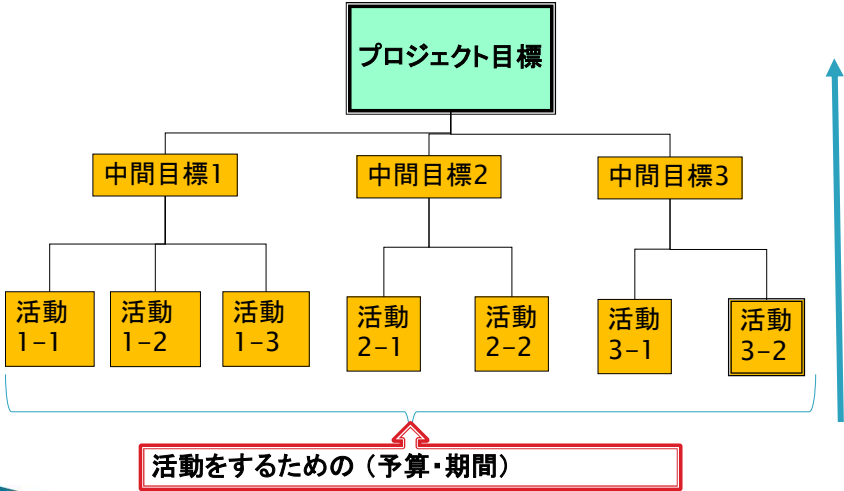 プロジェクト目標
中間目標1
中間目標2
中間目標3
活動
1-1
活動
1-2
活動
1-3
活動
2-1
活動
2-2
活動
3-1
活動
3-2
活動をするための（予算・期間）